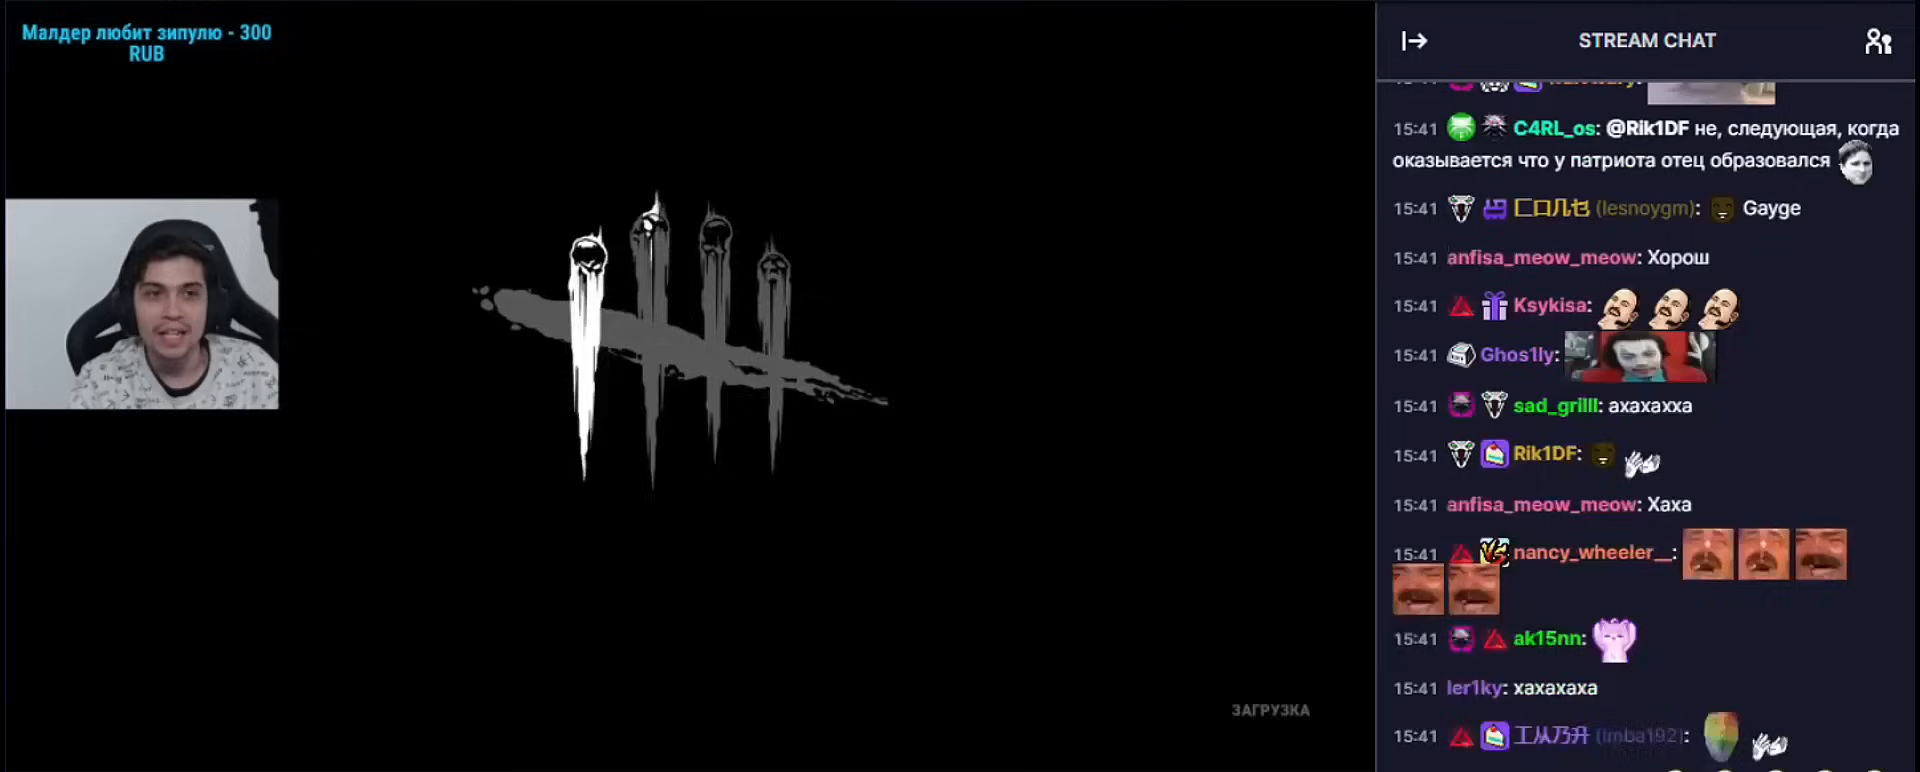 Малдер любит зипулю - 300
RUB
STREAM CHAT
15:41 C4RL_os: @Rik1DF не, следующая, когда
оказывается что у патриота отец образовался
15:41 (lesnoygm): Gayge
15:41 anfisa_meow_meow: Хорош
15:41 Ksykisa:
15:41 Ghos1ly:
15:41 sad_grilll: ахахахха
15:41 Rik1DF:
15:41 anfisa_meow_meow: Хаха
15:41 nancy_wheeler__:
15:41 ak15nn:
15:41 ler1ky: хахахаха
15:41 (imba192):
ЗАГРУЗКА